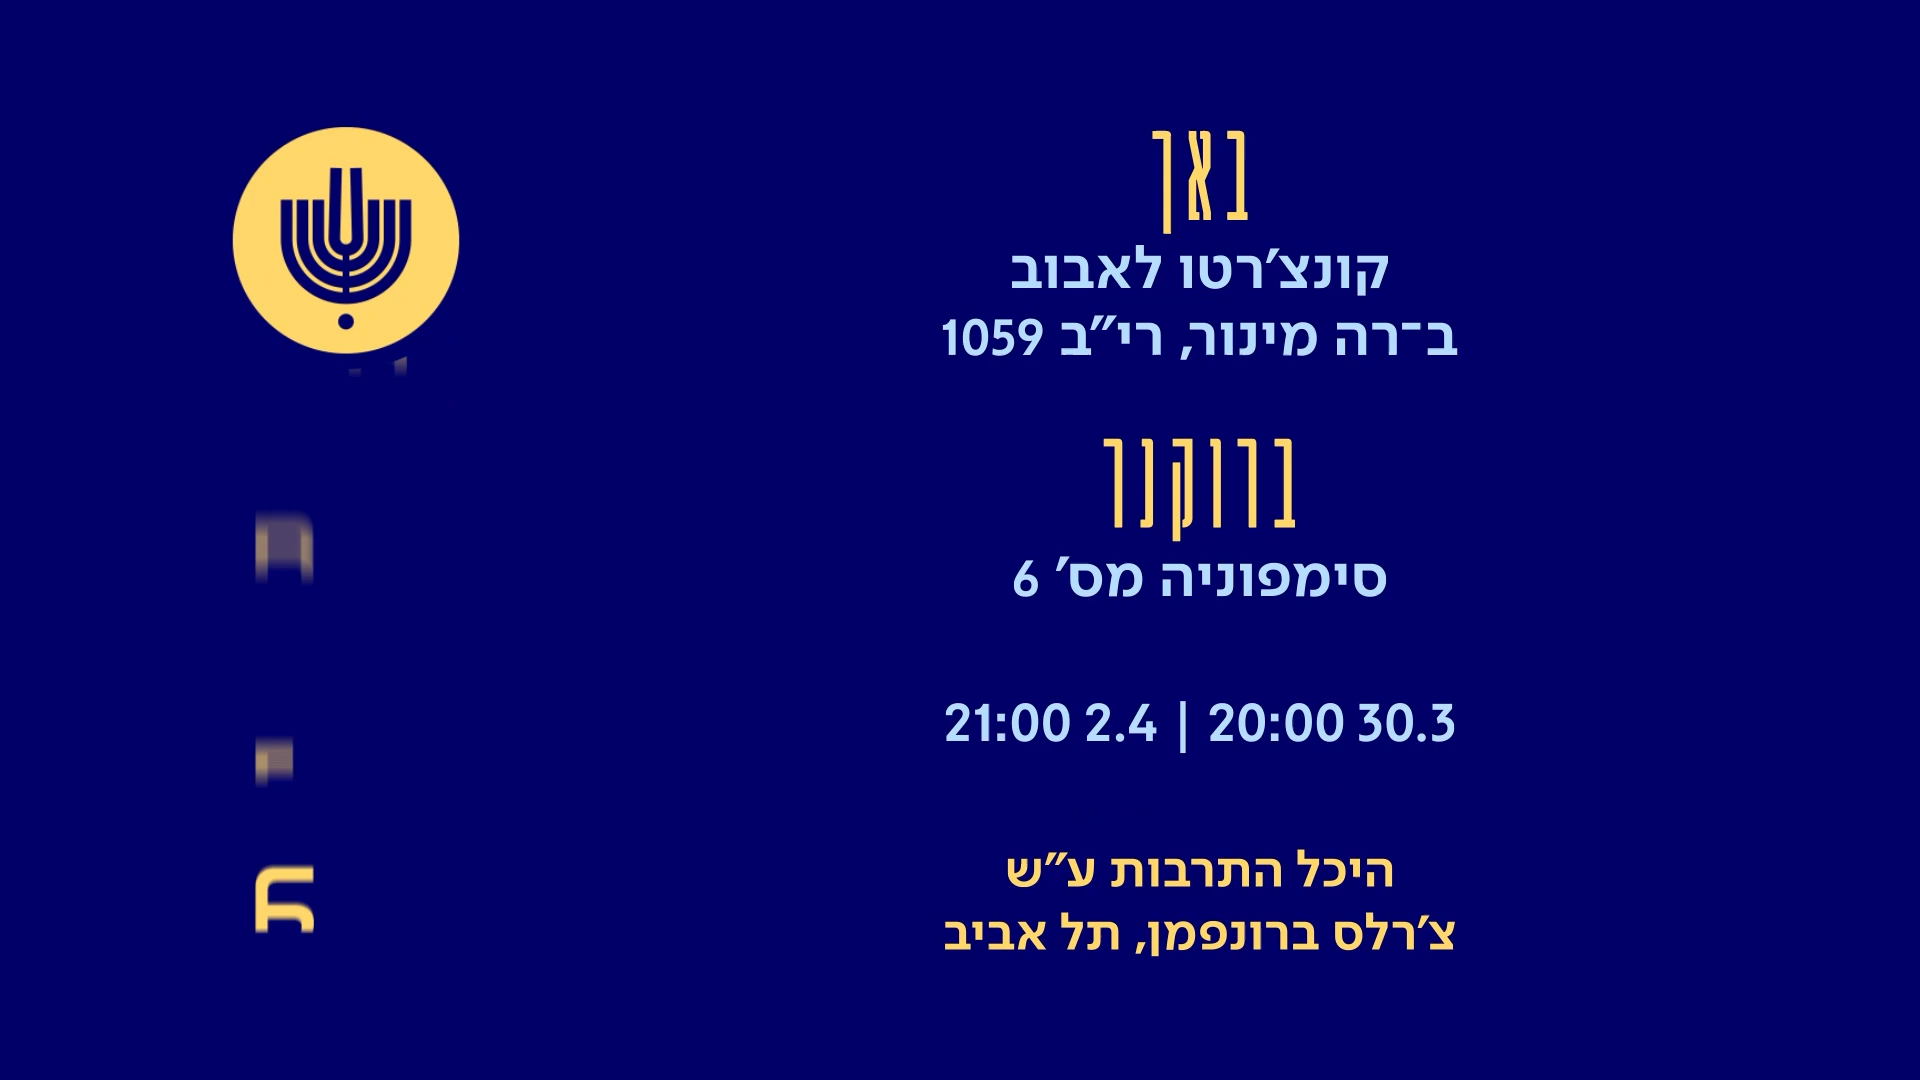 באך
קונצ'רטו לאבוב
ב־רה מינור, רי"ב 1059
ברוקנר
סימפוניה מס' 6
21:00 2.4 | 20:00 30.3
היכל התרבות ע"ש
צ'רלס ברונפמן, תל אביב